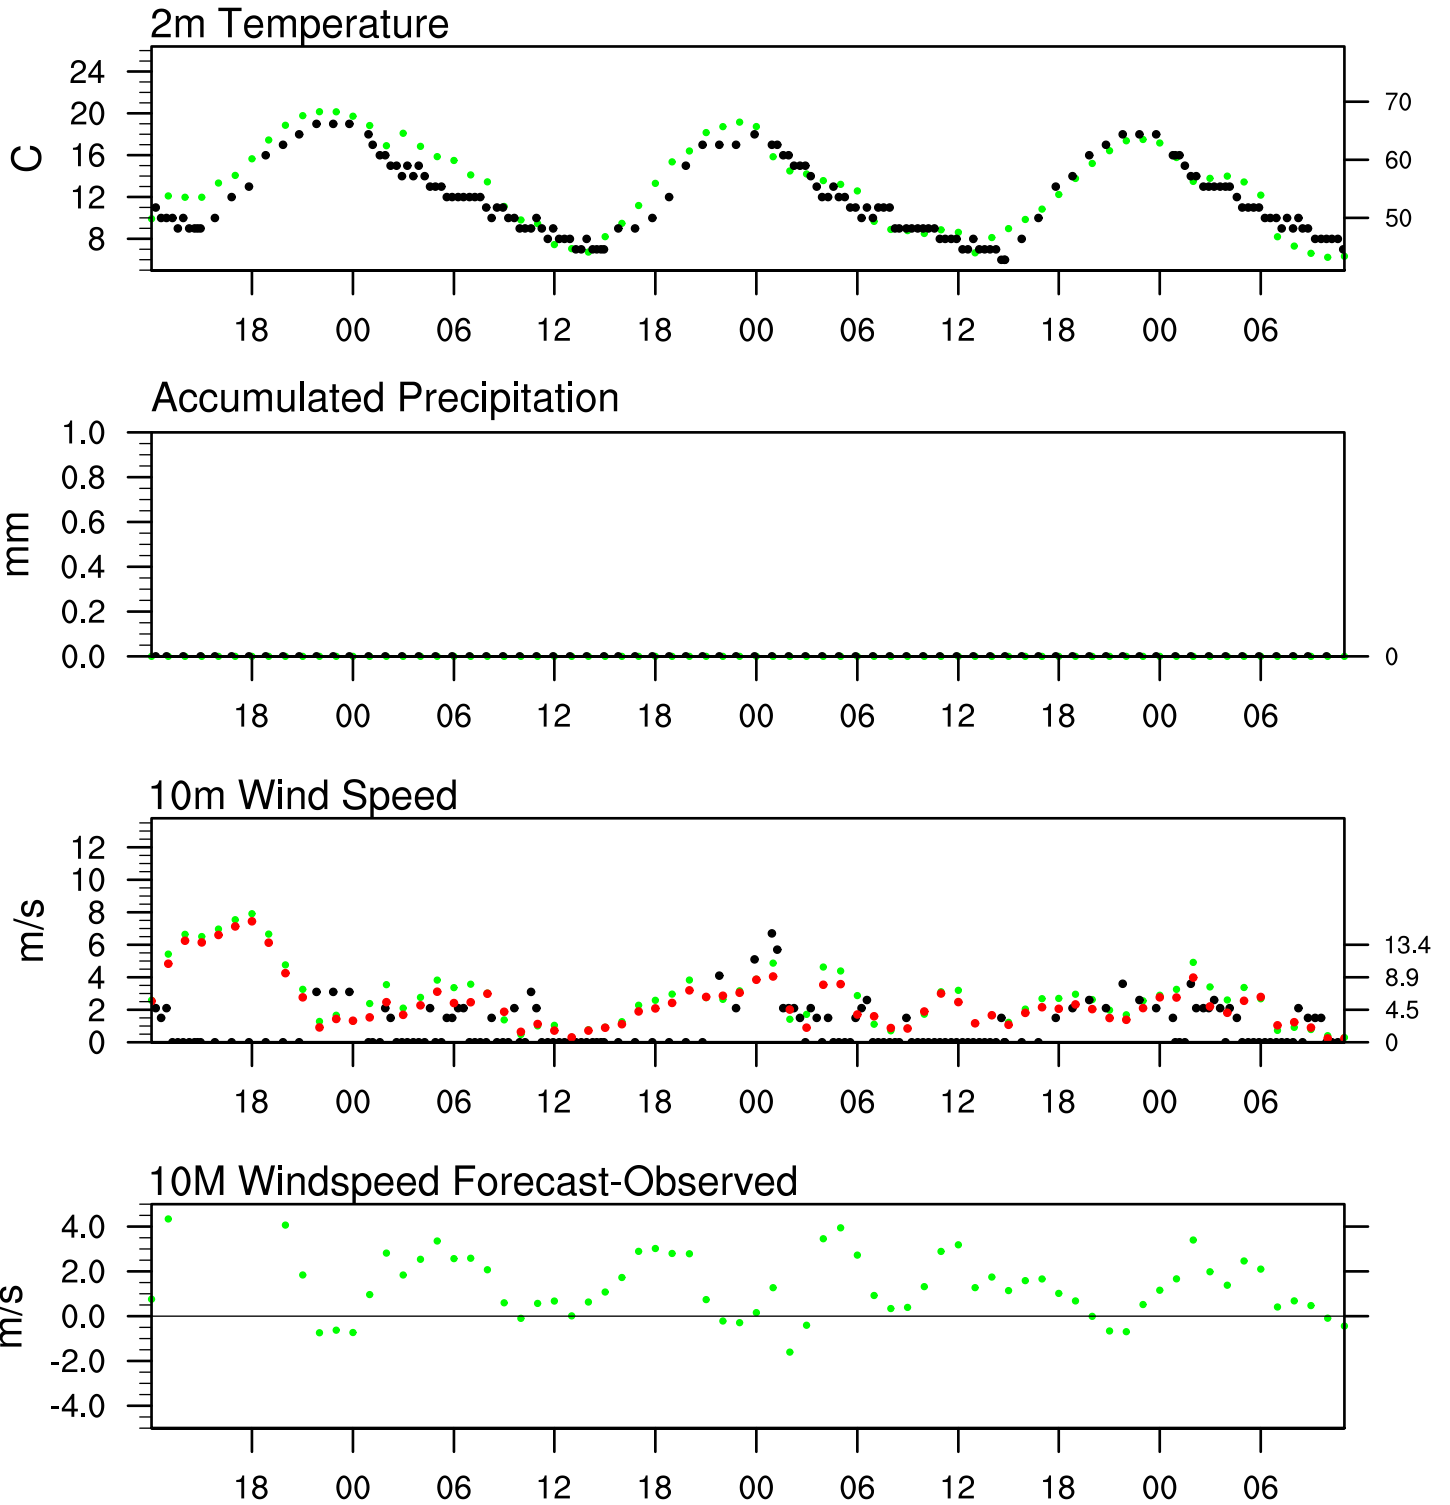 2m Temperature
24
20
16
12
8
C
70
60
50
18 00 06 12 18 00 06 12 18 00 06
Accumulated Precipitation
1.0
0.8
0.6
0.4
0.2
0.0
mm
0
18 00 06 12 18 00 06 12 18 00 06
10m Wind Speed
12
10
8
6
4
2
0
m/s
13.4
8.9
4.5
0
18 00 06 12 18 00 06 12 18 00 06
10M Windspeed Forecast-Observed
4.0
2.0
0.0
-2.0
-4.0
m/s
18 00 06 12 18 00 06 12 18 00 06